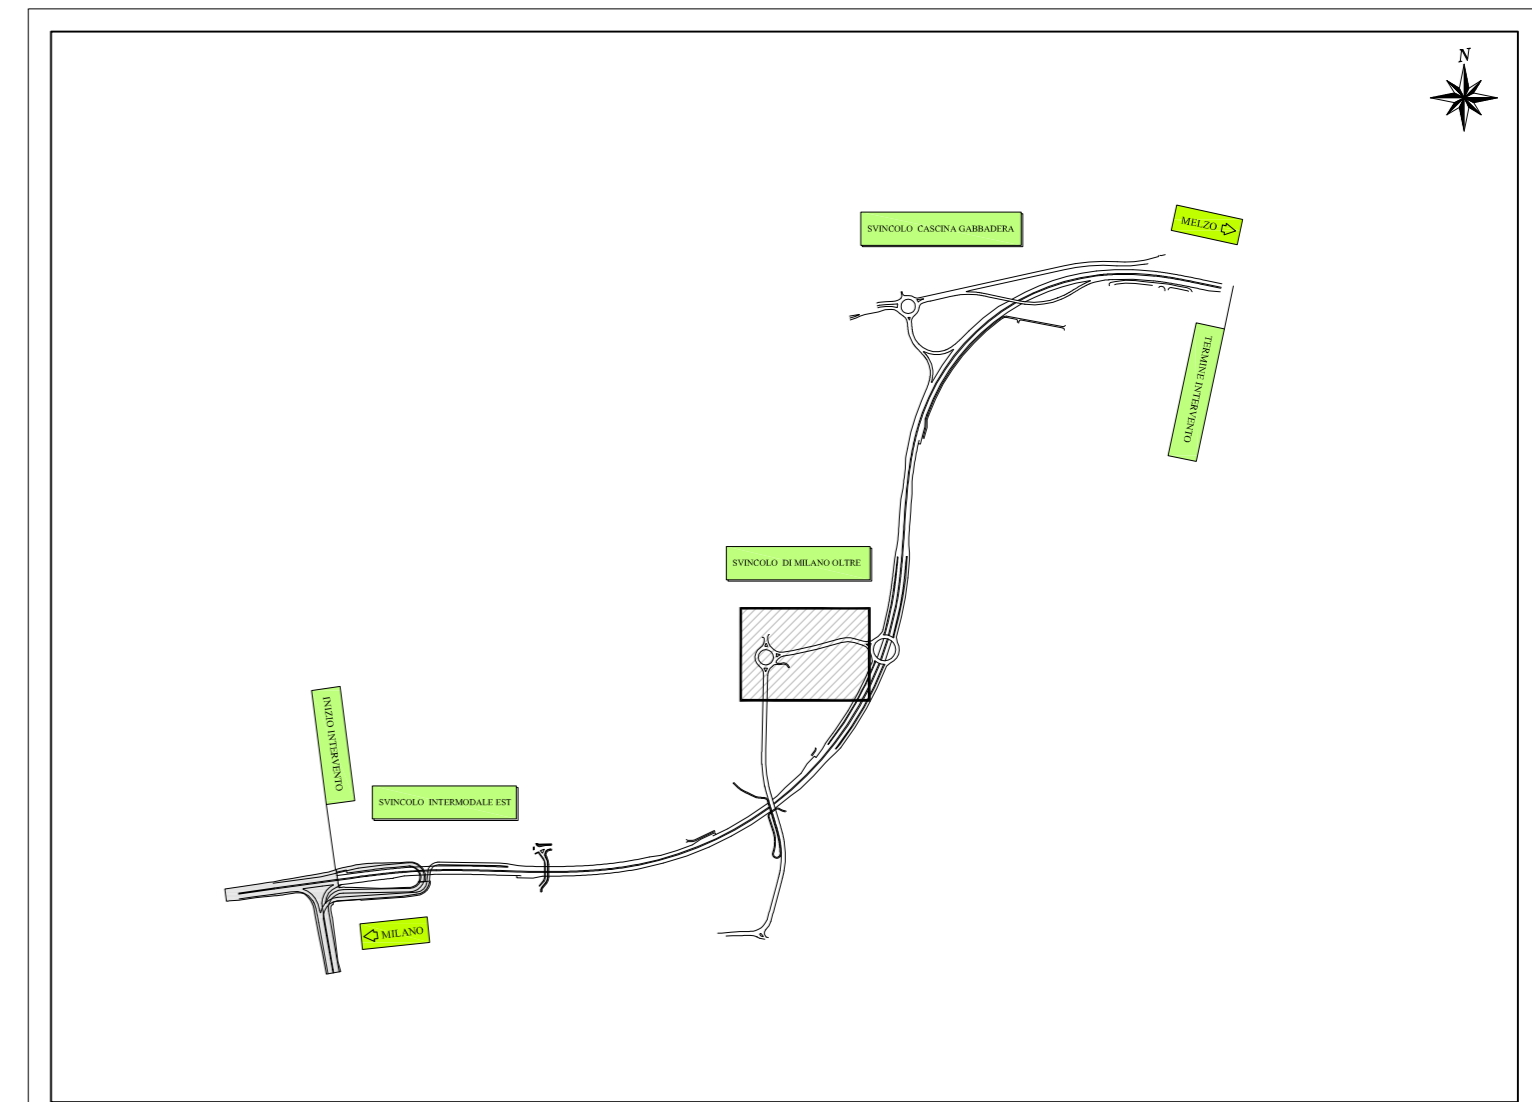 N
MELZO
SVINCOLO CASCINA GABBADERA
TERMINE INTERVENTO
SVINCOLO DI MILANO OLTRE
INIZIO INTERVENTO
SVINCOLO INTERMODALE EST
MILANO